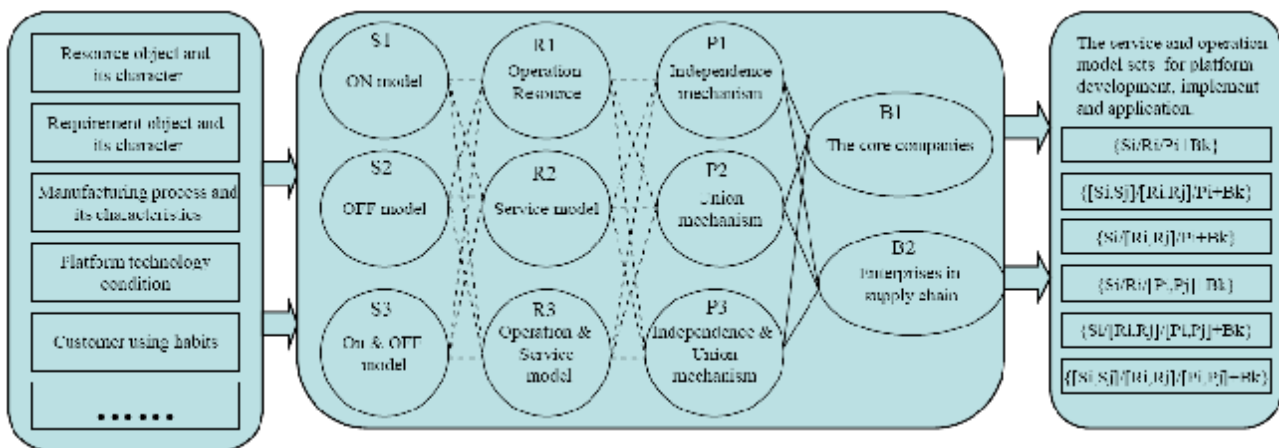 Resource object and
its character
Requirement object and
its character
Manufacturing process and
its characteristics
Platform technology
condition
Customer using habits
......
S1
ON model
S2
OFF model
S3
On & OFF
model
R1
Operation
Resource
R2
Service model
R3
Operation &
Service
model
P1
Independence
mechanism
P2
Union
mechanism
P3
Independence &
Union
mechanism
B1
The core companies
B2
Enterprises in
supply chain
The service and operation
model sets for platform
development, implement
and application.
{Si/Ri/Pi+Bk}
{[Si,Sj]/[Ri,Rj]/Pi+Bk}
{Si/[Ri,Rj]/Pi+Bk}
{Si/Ri/[Pi,Pj]+Bk}
{Si/[Ri,Rj]/[Pi,Pj]+Bk}
{[Si,Sj]/[Ri,Rj]/[Pi,Pj]+Bk}